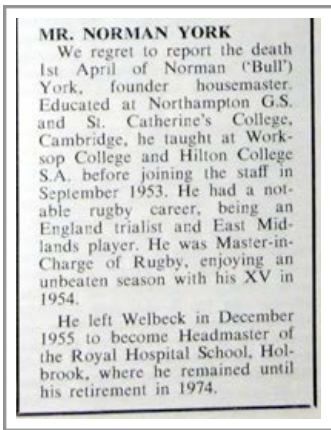 MR. NORMAN YORK
We regret to report the death
1st April of Norman (‘Bull’)
York, founder housemaster.
Educated at Northampton G.S.
and St. Catherine's College,
Cambridge, he taught at Work-
sop College and Hilton College
S.A. before joining the staff in
September 1953. He had a not-
able rugby career, being an
England trialist and East Mid-
lands player. He was Master-in-
Charge of Rugby, enjoying an
unbeaten season with his XV in
1954.
He left Welbeck in December
1955 to become Headmaster of
the Royal Hospital School, Hol-
brook, where he remained until
his retirement in 1974.